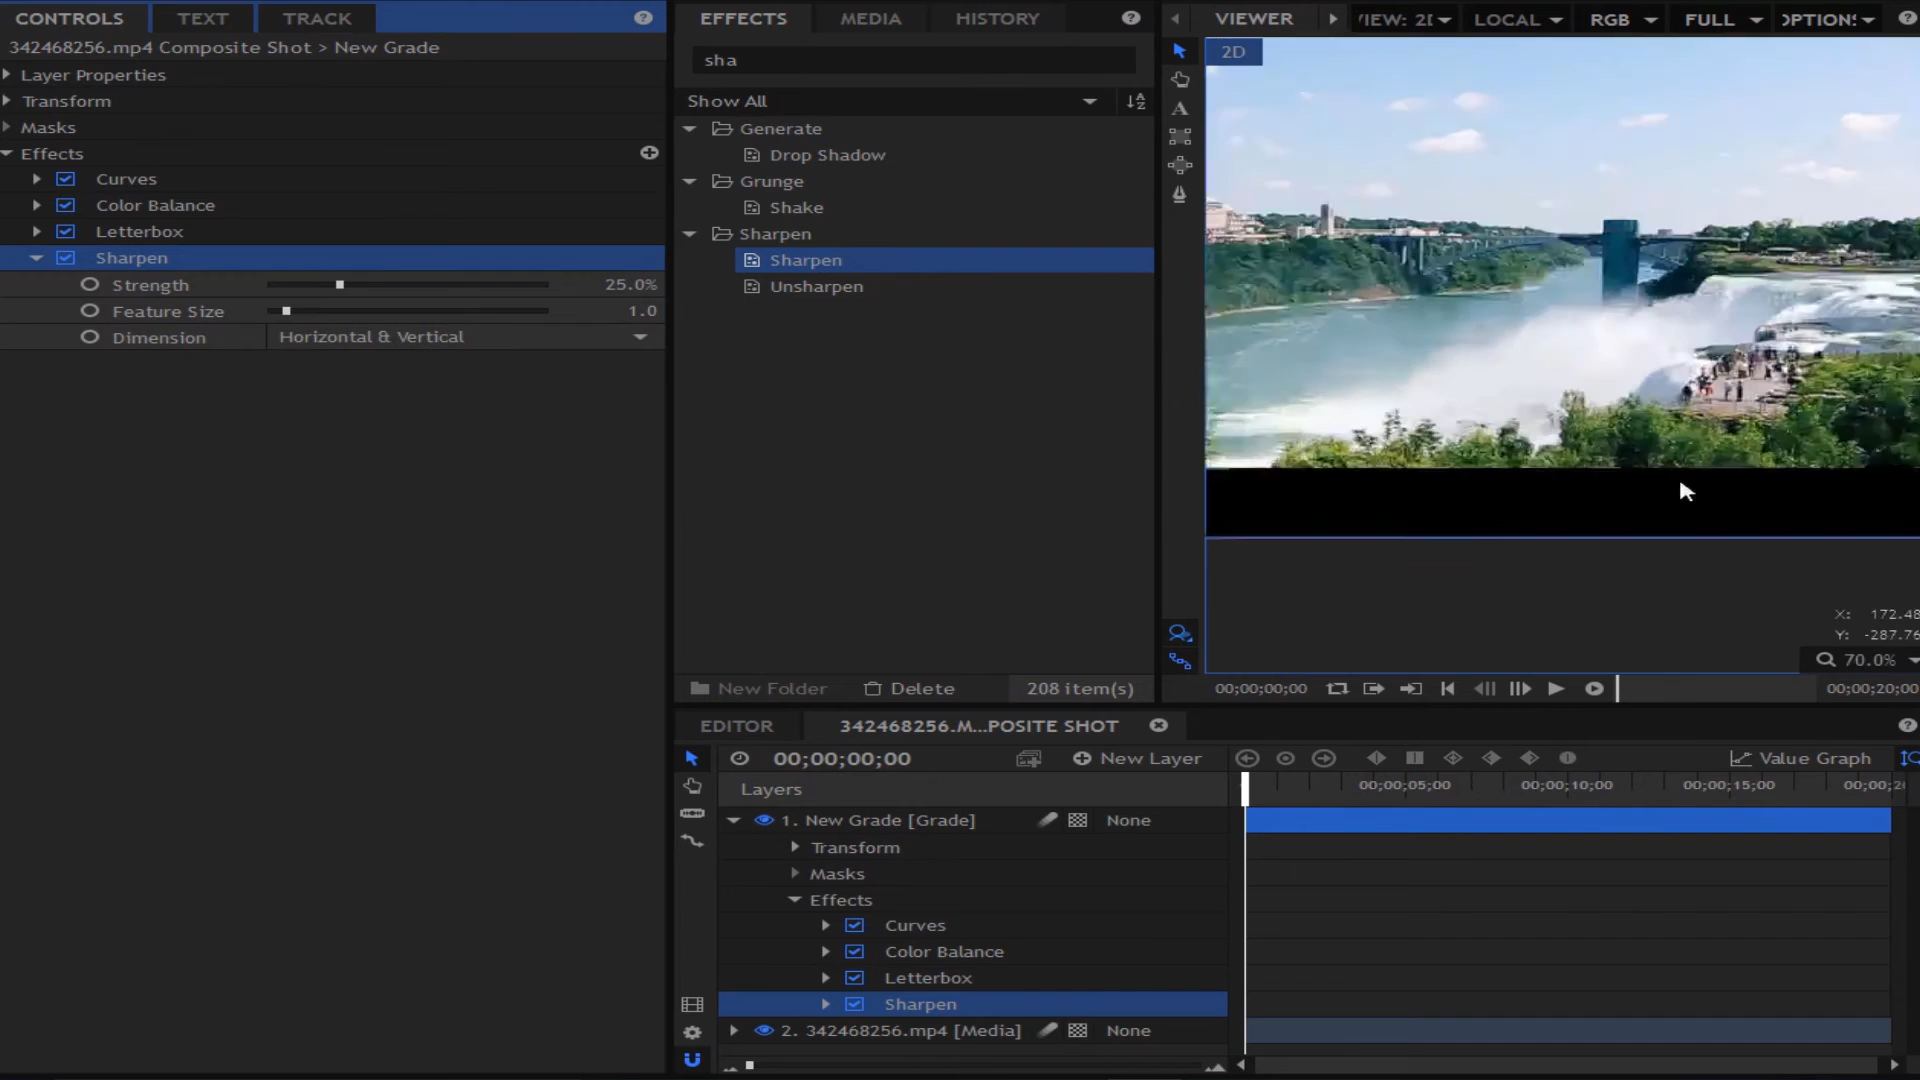 CONTROLS TEXT TRACK
342468256.mp4 Composite Shot > New Grade
Layer Properties
Transform
Masks
Effects
Curves
Color Balance
Letterbox
Sharpen
Strength 25.0%
Feature Size 1.0
Dimension Horizontal & Vertical
EFFECTS MEDIA HISTORY
sha
Show All
Generate
Drop Shadow
Grunge
Shake
Sharpen
Sharpen
Unsharpen
New Folder Delete 208 item(s)
VIEWER LOCAL RGB FULL
2D
X: 172.48
Y: -287.76
70.0%
00;00;00;00 00;00;20;00
EDITOR 342468256.M...POSITE SHOT
00;00;00;00 New Layer Value Graph
Layers 00;00;05;00 00;00;10;00 00;00;15;00 00;00;2
1. New Grade [Grade] None
Transform
Masks
Effects
Curves
Color Balance
Letterbox
Sharpen
2. 342468256.mp4 [Media] None